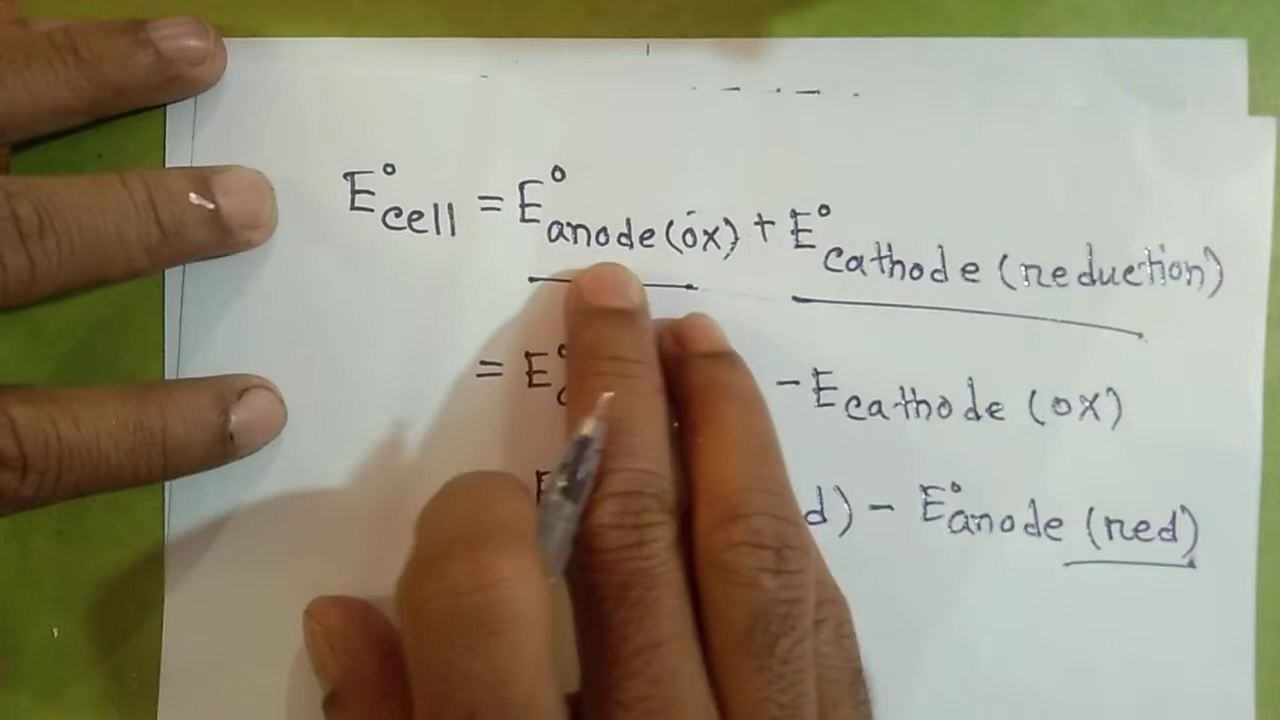 E°cell = E°anode(ox) + E°cathode (reduction)
= E° - Ecathode (ox)
d) - E°anode (red)